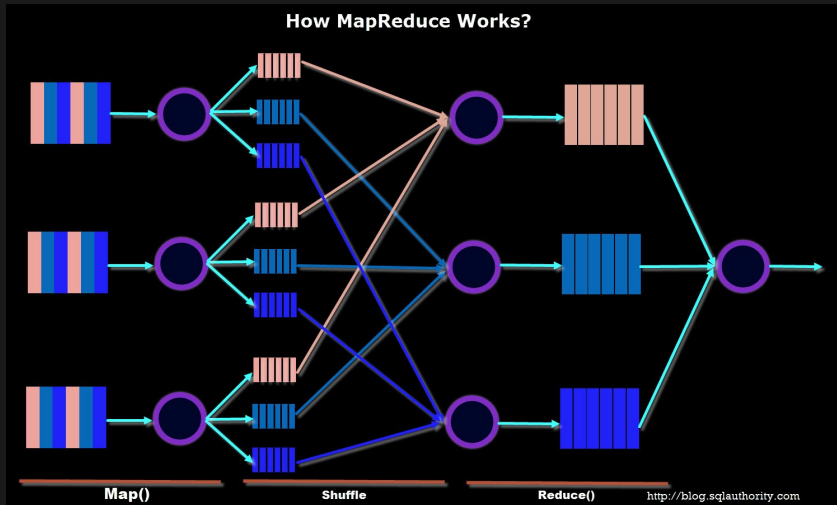 How MapReduce Works?
Map()
Shuffle
Reduce()
http://blog.sqlauthority.com